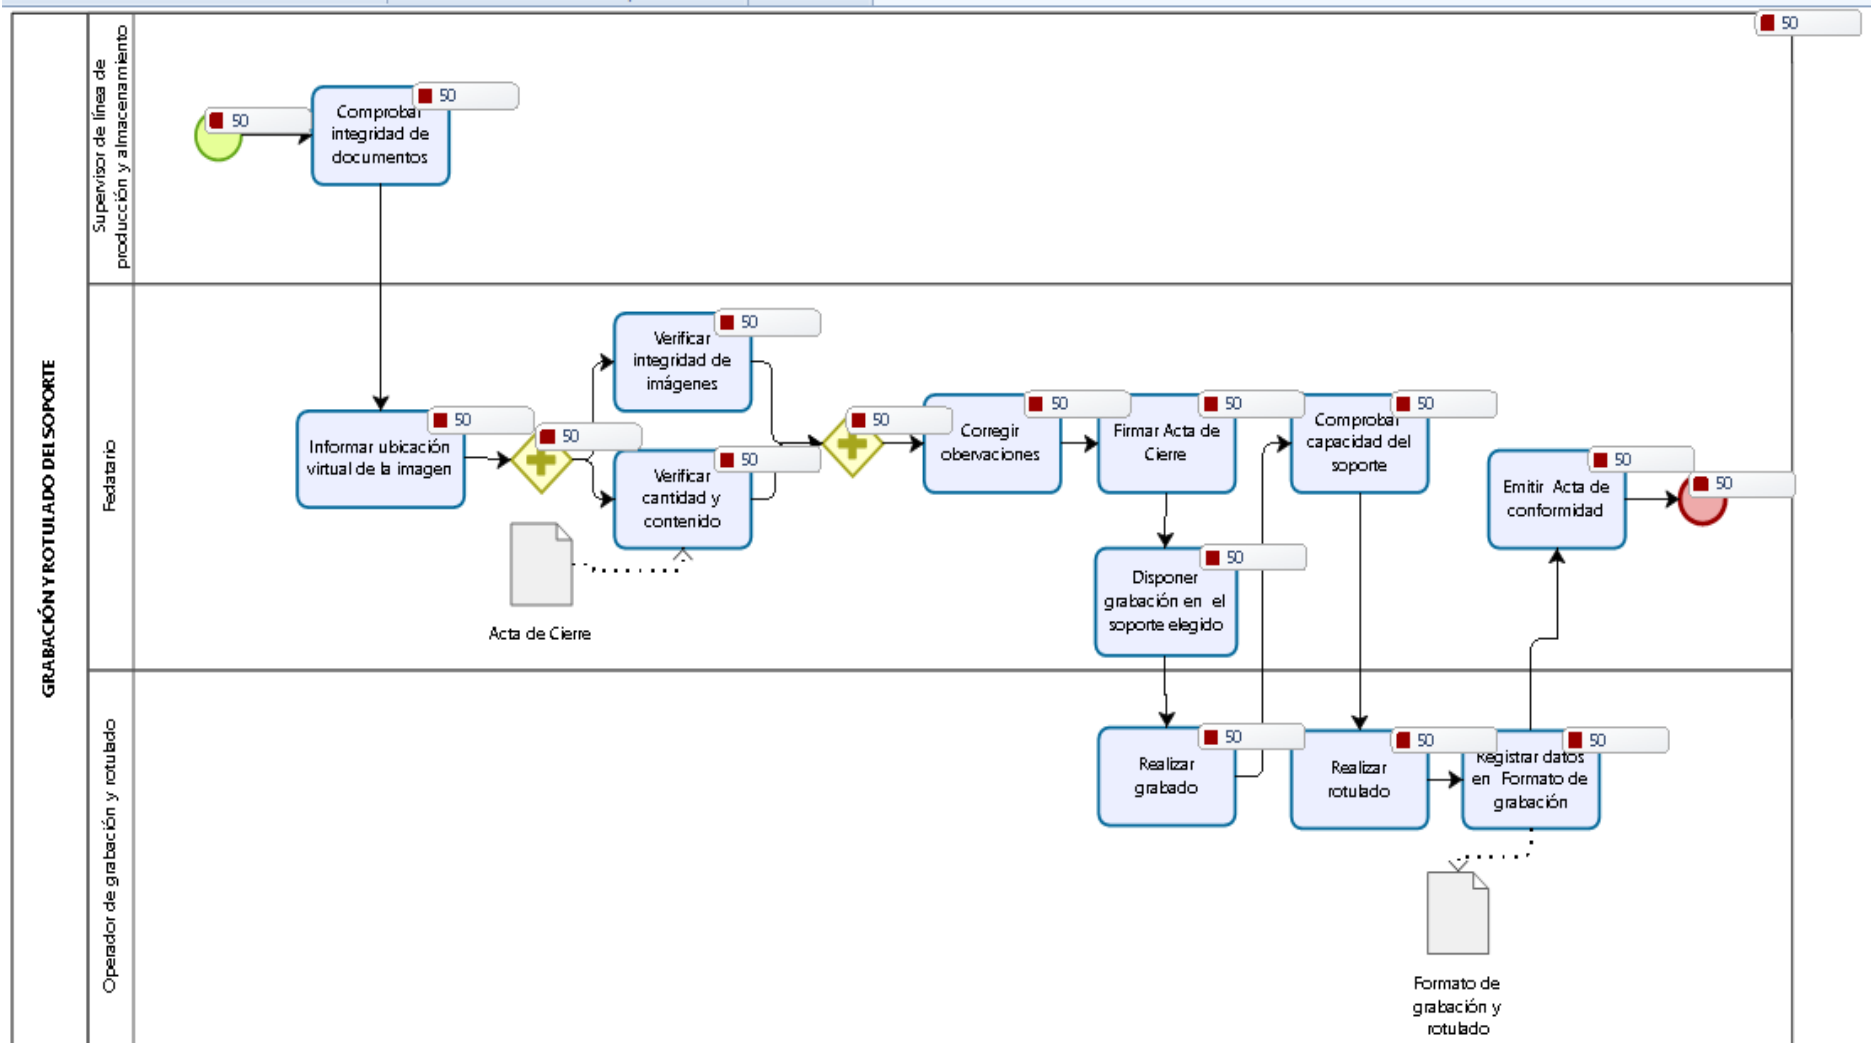 GRABACIÓN Y ROTULADO DEL SOPORTE
Supervisor de línea de
producción y almacenamiento
50
50
50
Comprobar
integridad de
documentos
50
Fedatario
Informar ubicación
virtual de la imagen
50
50
Verificar
integridad de
imágenes
50
Verificar
cantidad y
contenido
50
Acta de Cierre
50
Corregir
obervaciones
50
Firmar Acta de
Cierre
50
Comprobar
capacidad del
soporte
50
Disponer
grabación en el
soporte elegido
50
Emitir Acta de
conformidad
50
50
Operador de grabación y rotulado
Realizar
grabado
50
Realizar
rotulado
50
Registrar datos
en Formato de
grabación
Formato de
grabación y
rotulado